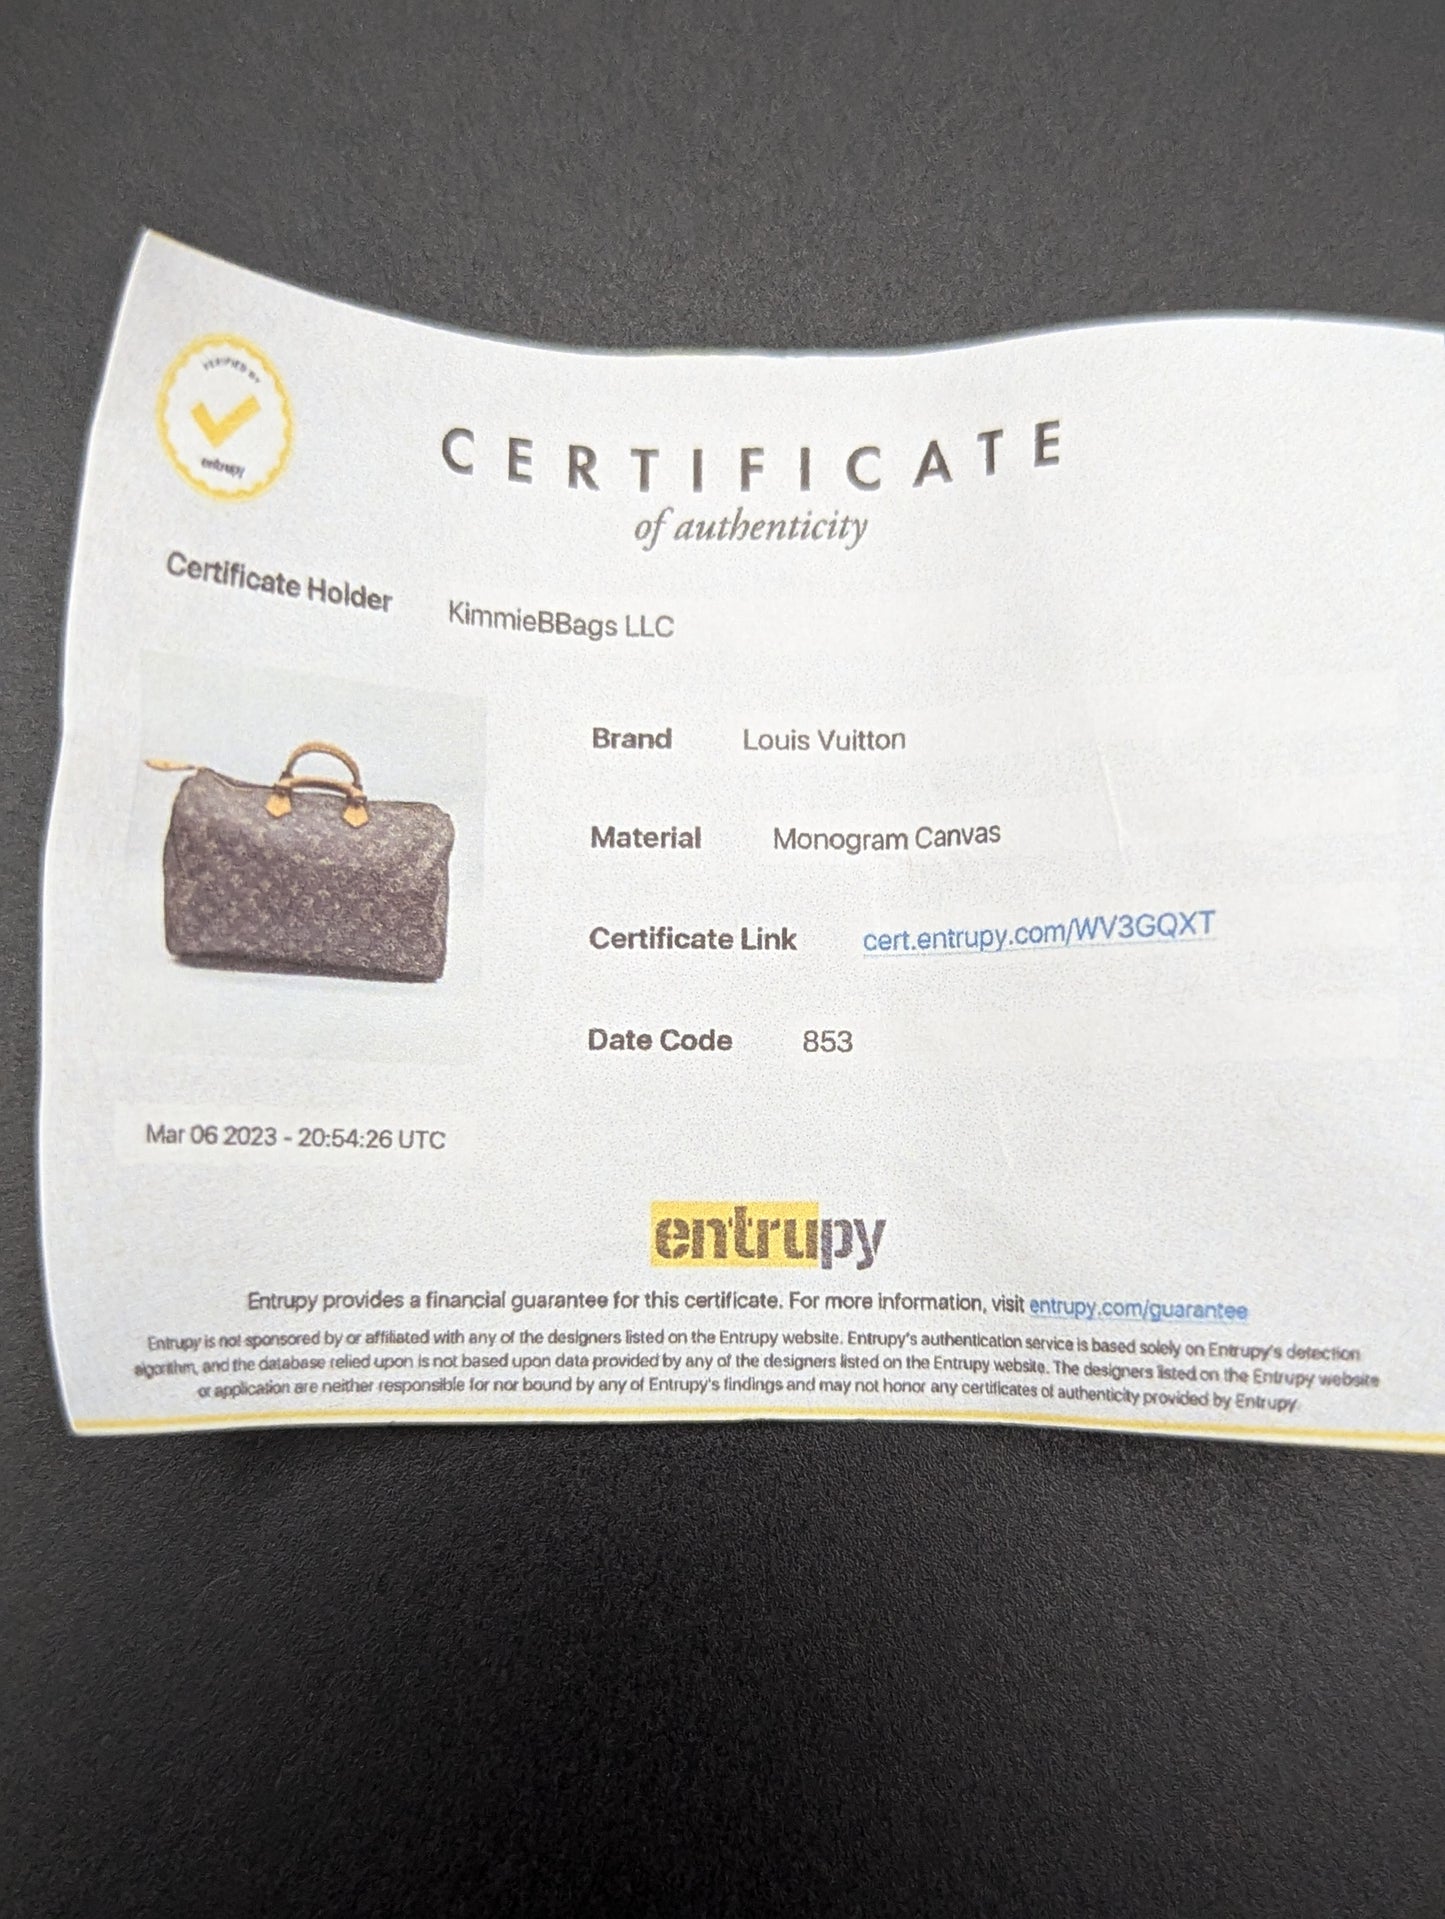 VERIFIED BY
entrupy
CERTIFICATE
of authenticity
Certificate Holder KimmieBBags LLC
Brand Louis Vuitton
Material Monogram Canvas
Certificate Link cert.entrupy.com/WV3GQXT
Date Code 853
Mar 06 2023 - 20:54:26 UTC
entrupy
Entrupy provides a financial guarantee for this certificate. For more information, visit entrupy.com/guarantee
Entrupy is not sponsored by or affiliated with any of the designers listed on the Entrupy website. Entrupy's authentication service is based solely on Entrupy's detection
algorithm, and the database relied upon is not based upon data provided by any of the designers listed on the Entrupy website. The designers listed on the Entrupy website
or application are neither responsible for nor bound by any of Entrupy's findings and may not honor any certificates of authenticity provided by Entrupy.